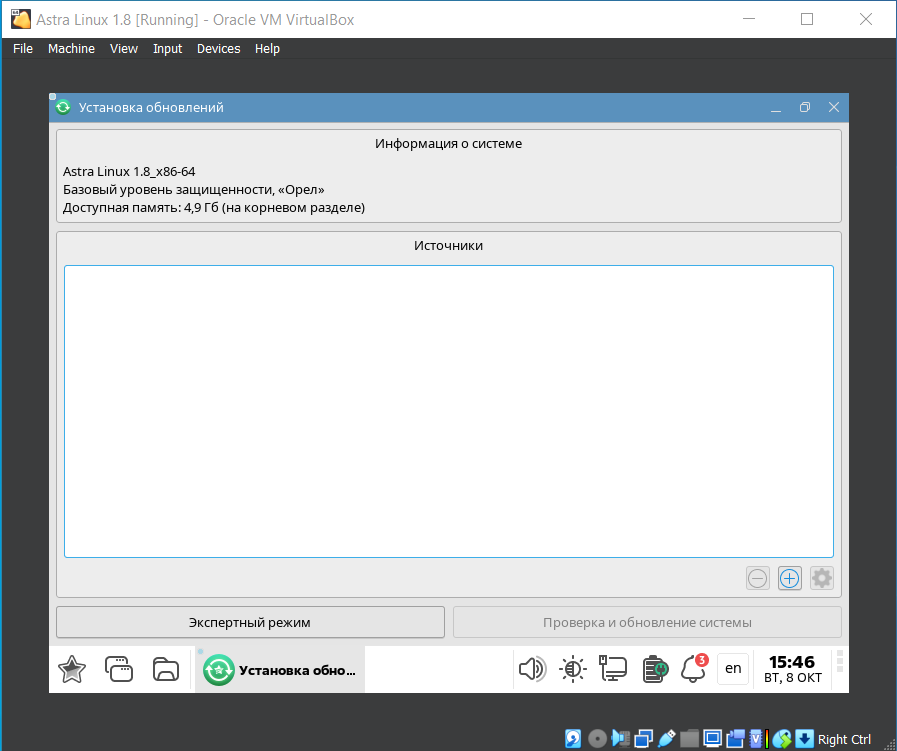 Astra Linux 1.8 [Running] - Oracle VM VirtualBox
File Machine View Input Devices Help
Установка обновлений
Информация о системе
Astra Linux 1.8_x86-64
Базовый уровень защищенности, «Орел»
Доступная память: 4,9 Гб (на корневом разделе)
Источники
Экспертный режим
Проверка и обновление системы
Установка обно...
3
en
15:46
ВТ, 8 ОКТ
Right Ctrl